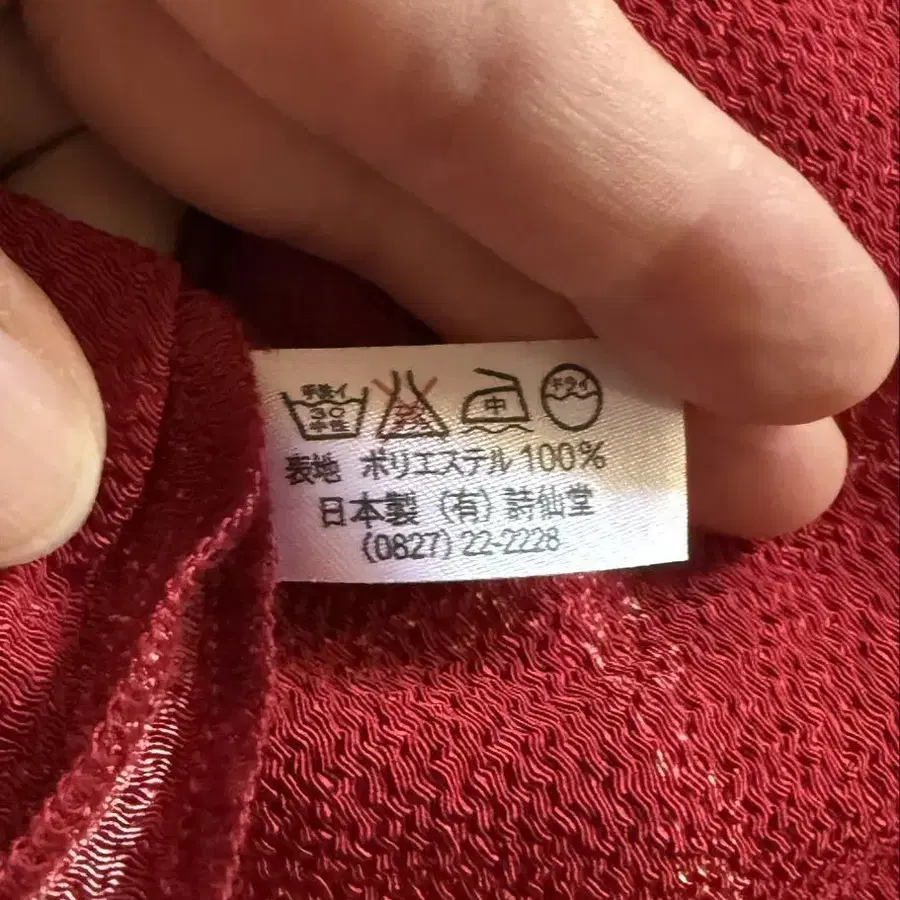 手洗イ
30
中性
中
ドライ
表地 ポリエステル 100%
日本製 (有) 詩仙堂
(0827) 22-2228